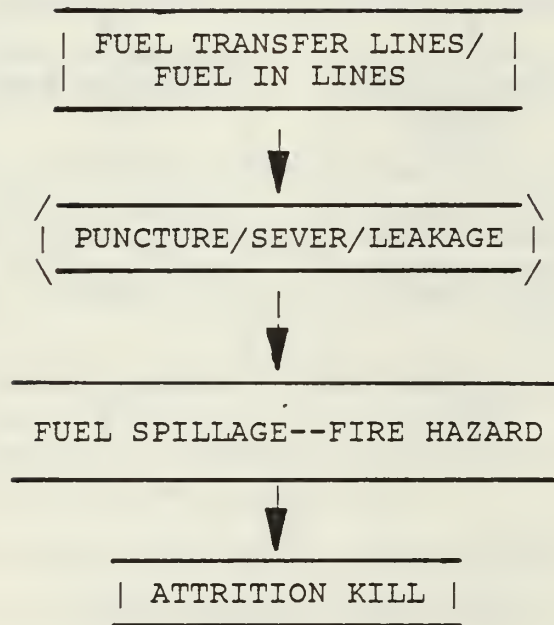 FUEL TRANSFER LINES/
FUEL IN LINES
PUNCTURE/SEVER/LEAKAGE
FUEL SPILLAGE--FIRE HAZARD
ATTRITION KILL